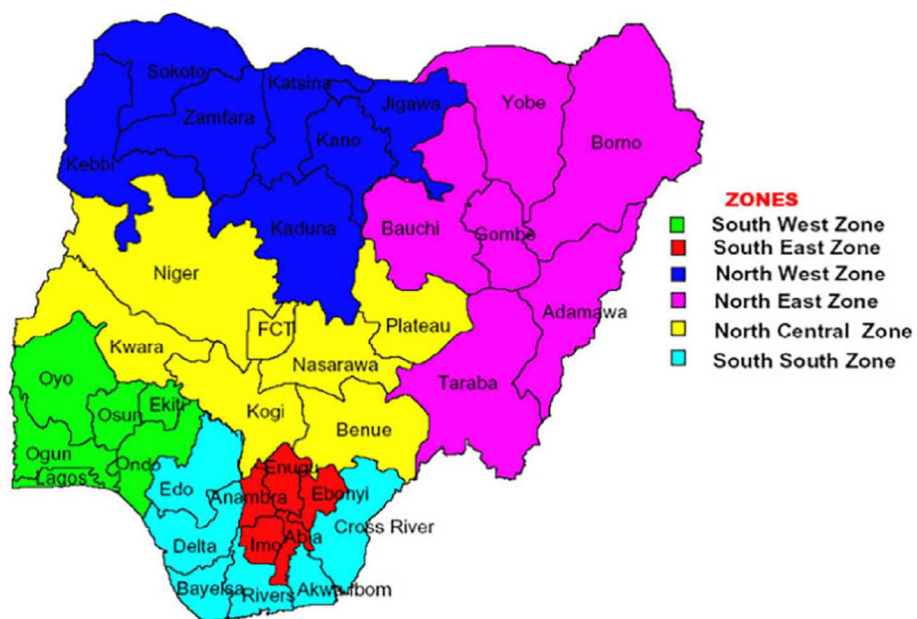 Sokoto
Katsina
Jigawa
Yobe
Zamfara
Kano
Borno
Kebbi
Kaduna
Bauchi
Gombe
Niger
Adamawa
FCT
Plateau
Kwara
Nasarawa
Taraba
Oyo
Kogi
Benue
Osun
Ekiti
Ogun
Ondo
Lagos
Edo
Enugu
Anambra
Ebonyi
Cross River
Delta
Imo
Abia
Bayelsa
Rivers
Akwa-Ibom
ZONES
South West Zone
South East Zone
North West Zone
North East Zone
North Central Zone
South South Zone